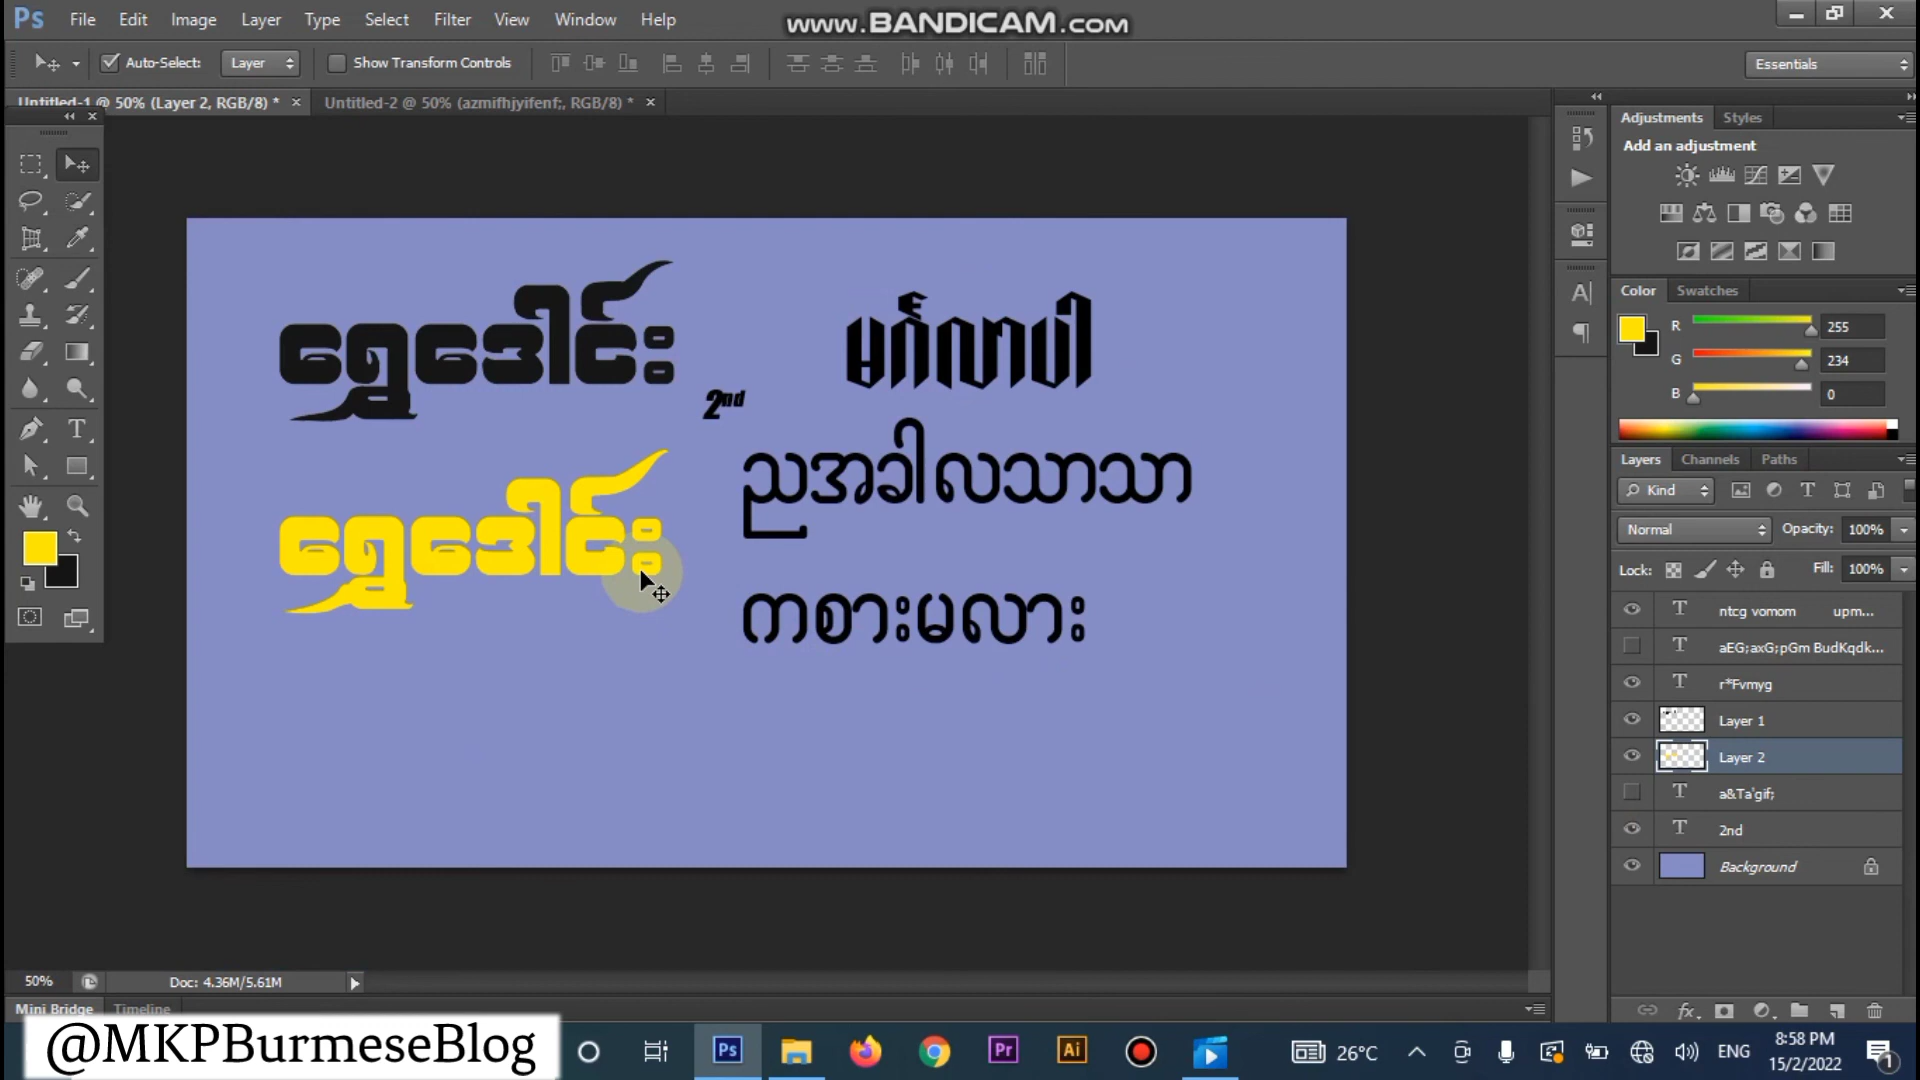 Ps File Edit Image Layer Type Select Filter View Window Help
www.BANDICAM.com
Auto-Select: Layer Show Transform Controls Essentials
Untitled-1 @ 50% (Layer 2, RGB/8) * × Untitled-2 @ 50% (azmifhjyifenf;, RGB/8) * ×
Adjustments Styles
Add an adjustment
Color Swatches
R 255
G 234
B 0
Layers Channels Paths
Kind
Normal Opacity: 100%
Lock: Fill: 100%
ntcg vomom upm...
aEG;axG;pGm BudKqdk...
r*Fvmyg
Layer 1
Layer 2
a&Ta'gif;
2nd
Background
ရွှေဒေါင်း
မင်္ဂလာပါ
2nd
ညအခါလသာသာ
ရွှေဒေါင်း
ကစားမလား
50% Doc: 4.36M/5.61M
Mini Bridge Timeline
@MKPBurmeseBlog
Ps Pr Ai 26°C ENG
8:58 PM
15/2/2022
1